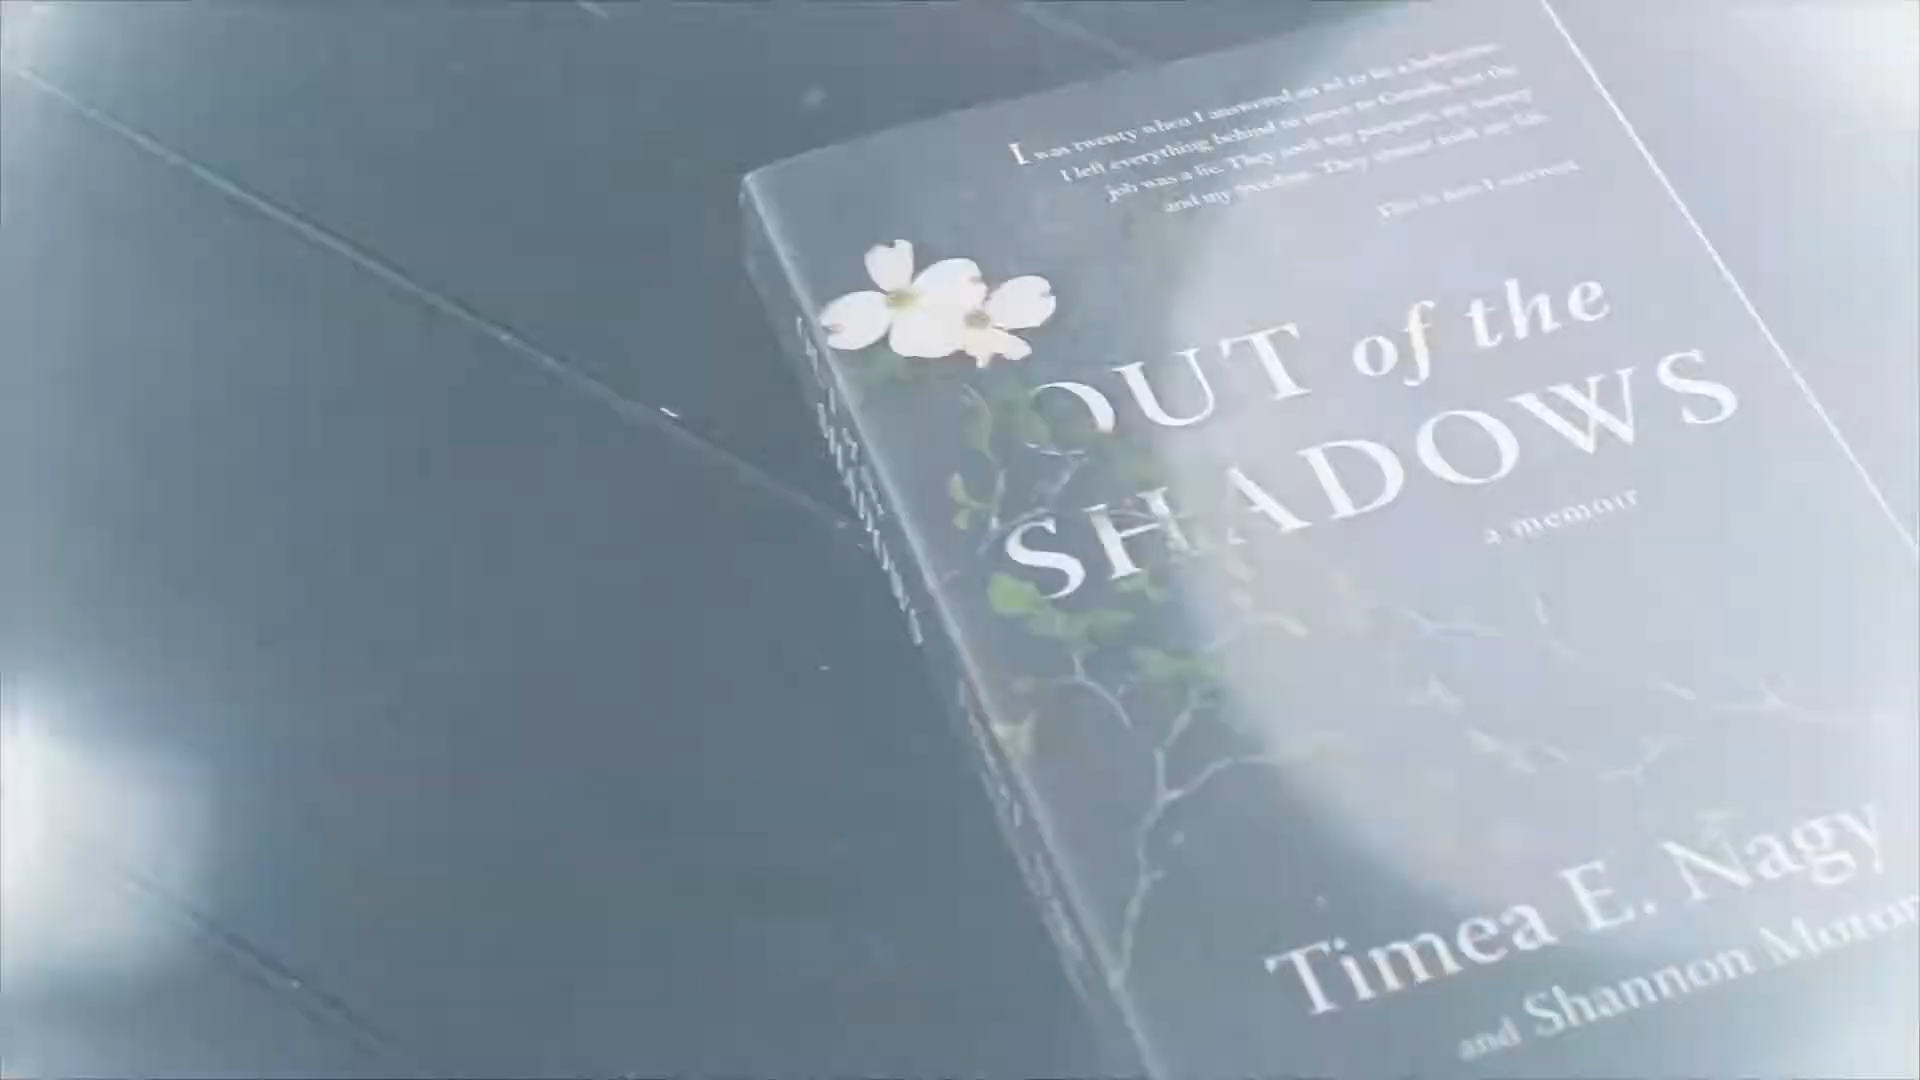 I was twenty when I answered an ad to be a babysitter.
I left everything behind to move to Canada, but the
job was a lie. They took my passport, my money
and my freedom. They almost took my life.
This is how I survived.
OUT of the
SHADOWS
a memoir
Timea E. Nagy
and Shannon Moroney